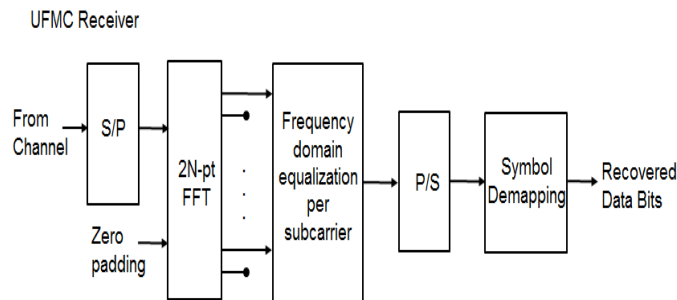 UFMC Receiver
From
Channel
S/P
Zero
padding
2N-pt
FFT
Frequency
domain
equalization
per
subcarrier
P/S
Symbol
Demapping
Recovered
Data Bits